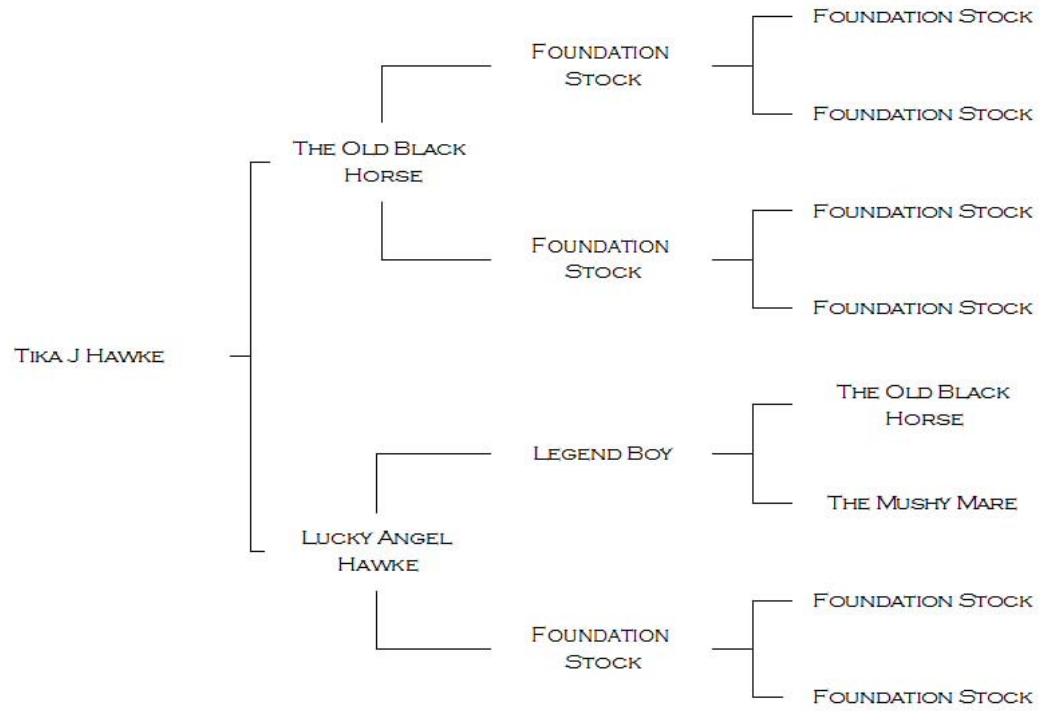 Foundation Stock
Foundation
Stock
Foundation Stock
The Old Black
Horse
Foundation Stock
Foundation
Stock
Foundation Stock
Tika J Hawke
The Old Black
Horse
Legend Boy
The Mushy Mare
Lucky Angel
Hawke
Foundation Stock
Foundation
Stock
Foundation Stock